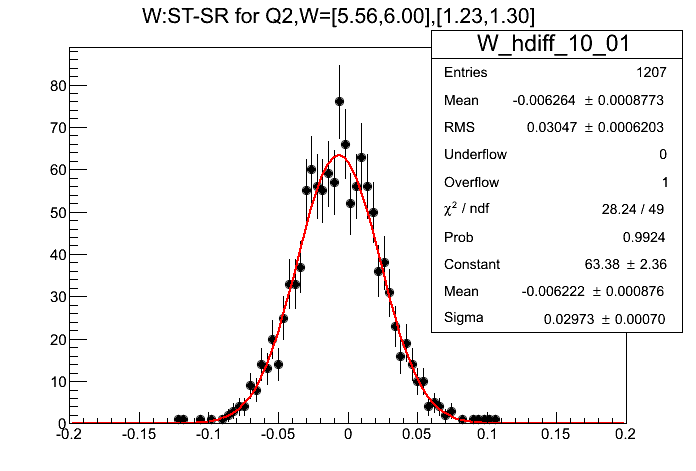 W:ST-SR for Q2,W=[5.56,6.00],[1.23,1.30]
W_hdiff_10_01
Entries 1207
Mean -0.006264 ± 0.0008773
RMS 0.03047 ± 0.0006203
Underflow 0
Overflow 1
χ² / ndf 28.24 / 49
Prob 0.9924
Constant 63.38 ± 2.36
Mean -0.006222 ± 0.000876
Sigma 0.02973 ± 0.00070
80
70
60
50
40
30
20
10
0
-0.2 -0.15 -0.1 -0.05 0 0.05 0.1 0.15 0.2